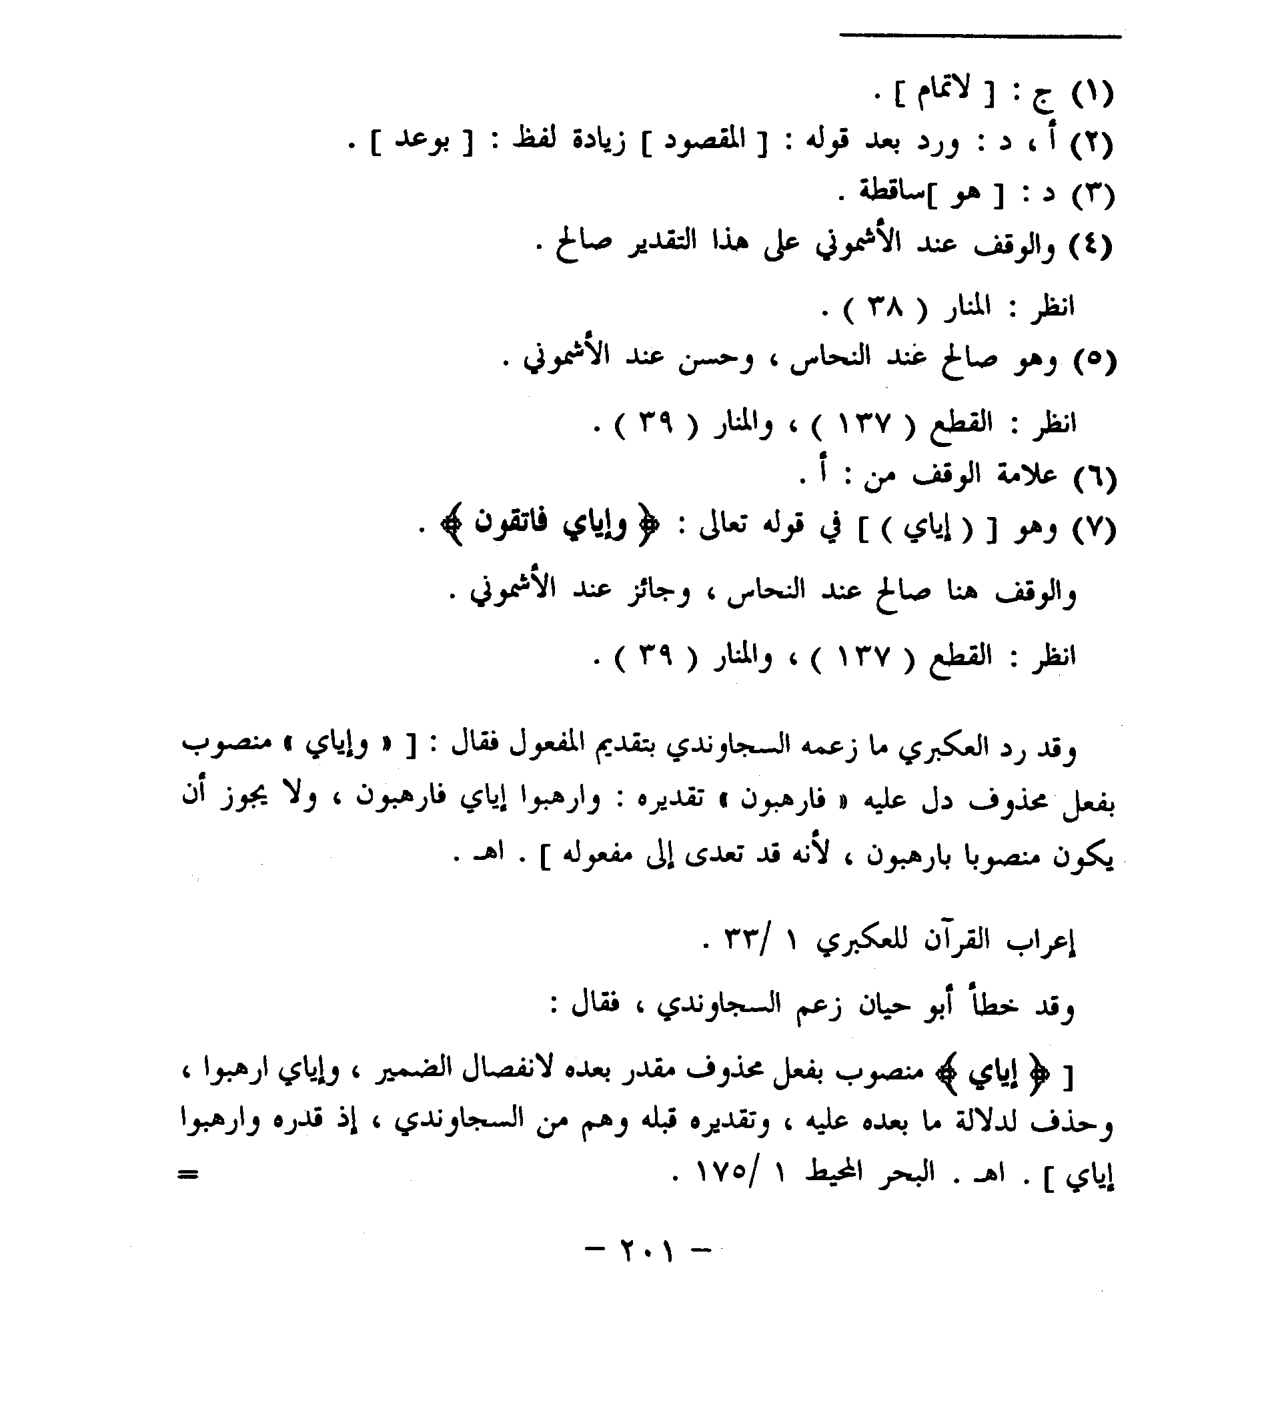 (١) ج : [ لاتمام ] .
(٢) أ ، د : ورد بعد قوله : [ المقصود ] زيادة لفظ : [ بوعد ] .
(٣) د : [ هو ]ساقطة .
(٤) والوقف عند الأشموني على هذا التقدير صالح .
انظر : المنار ( ٣٨ ) .
(٥) وهو صالح عند النحاس ، وحسن عند الأشموني .
انظر : القطع ( ١٣٧ ) ، والمنار ( ٣٩ ) .
(٦) علامة الوقف من : أ .
(٧) وهو [ ( إياي ) ] في قوله تعالى : ﴿ وإياي فاتقون ﴾ .
والوقف هنا صالح عند النحاس ، وجائز عند الأشموني .
انظر : القطع ( ١٣٧ ) ، والمنار ( ٣٩ ) .
وقد رد العكبري ما زعمه السجاوندي بتقديم المفعول فقال : [ « وإياي » منصوب
بفعل محذوف دل عليه « فارهبون » تقديره : وارهبوا إياي فارهبون ، ولا يجوز أن
يكون منصوبا بارهبون ، لأنه قد تعدى إلى مفعوله ] . اهـ .
إعراب القرآن للعكبري ١ /٣٣ .
وقد خطأ أبو حيان زعم السجاوندي ، فقال :
[ ﴿ إياي ﴾ منصوب بفعل محذوف مقدر بعده لانفصال الضمير ، وإياي ارهبوا ،
وحذف لدلالة ما بعده عليه ، وتقديره قبله وهم من السجاوندي ، إذ قدره وارهبوا
إياي ] . اهـ . البحر المحيط ١ /١٧٥ . =
– ٢٠١ –